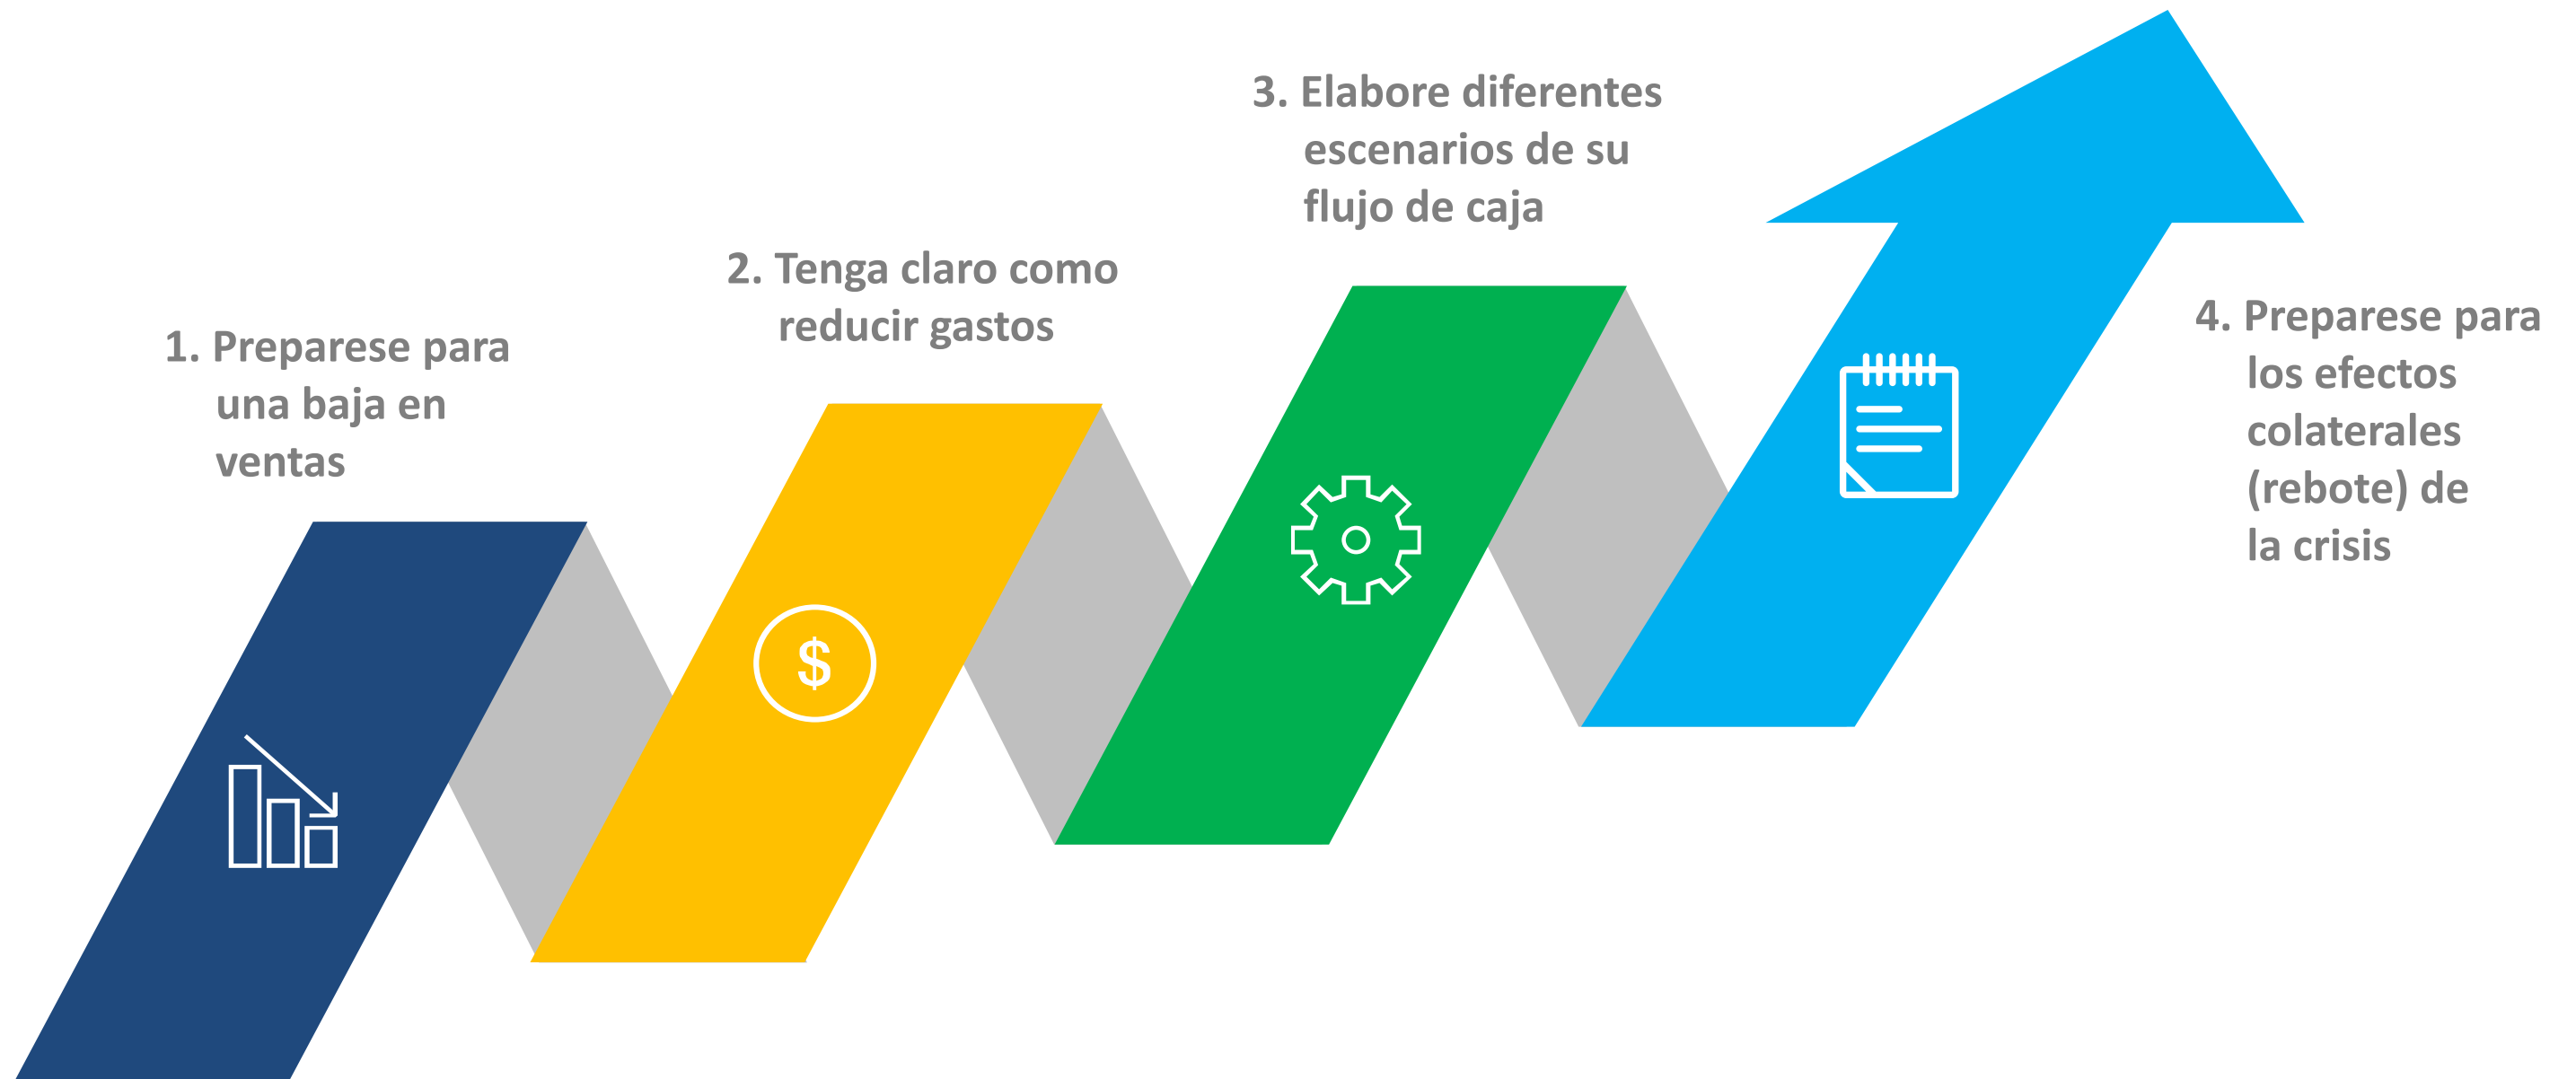 1. Preparese para
una baja en
ventas
2. Tenga claro como
reducir gastos
3. Elabore diferentes
escenarios de su
flujo de caja
4. Preparese para
los efectos
colaterales
(rebote) de
la crisis
$